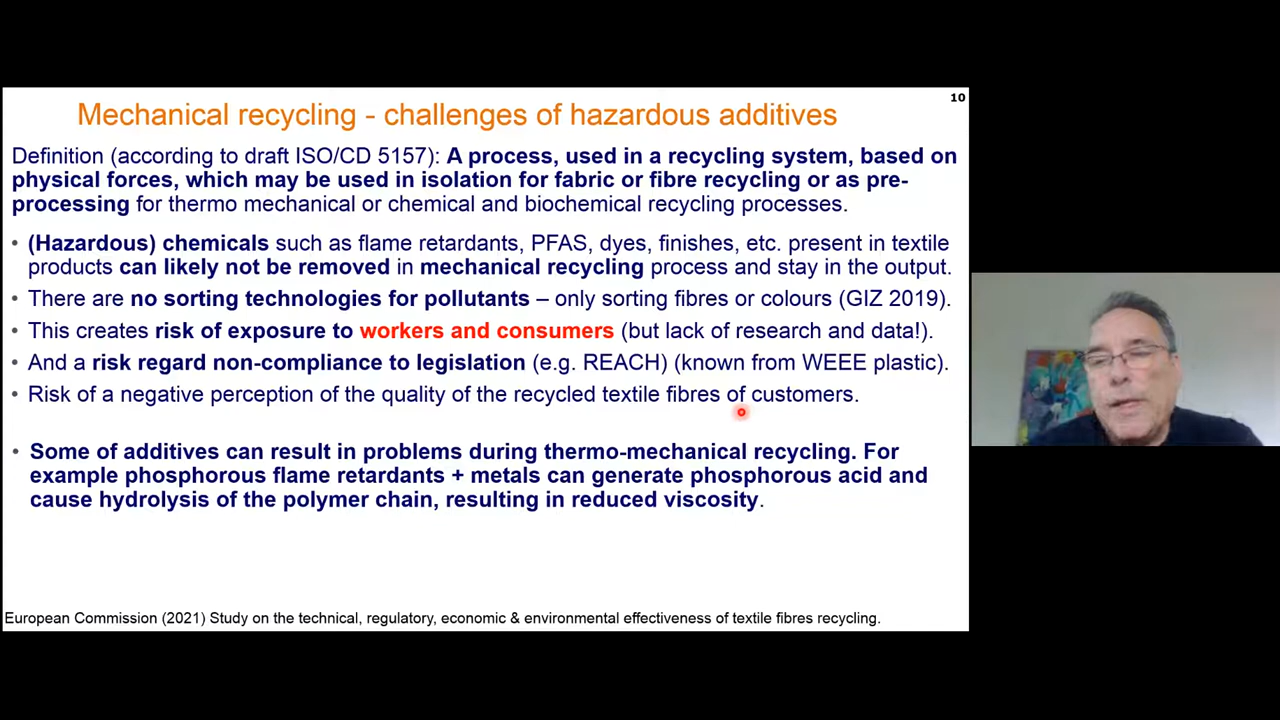 10
Mechanical recycling - challenges of hazardous additives
Definition (according to draft ISO/CD 5157): A process, used in a recycling system, based on
physical forces, which may be used in isolation for fabric or fibre recycling or as pre-
processing for thermo mechanical or chemical and biochemical recycling processes.
• (Hazardous) chemicals such as flame retardants, PFAS, dyes, finishes, etc. present in textile
products can likely not be removed in mechanical recycling process and stay in the output.
• There are no sorting technologies for pollutants – only sorting fibres or colours (GIZ 2019).
• This creates risk of exposure to workers and consumers (but lack of research and data!).
• And a risk regard non-compliance to legislation (e.g. REACH) (known from WEEE plastic).
• Risk of a negative perception of the quality of the recycled textile fibres of customers.
• Some of additives can result in problems during thermo-mechanical recycling. For
example phosphorous flame retardants + metals can generate phosphorous acid and
cause hydrolysis of the polymer chain, resulting in reduced viscosity.
European Commission (2021) Study on the technical, regulatory, economic & environmental effectiveness of textile fibres recycling.